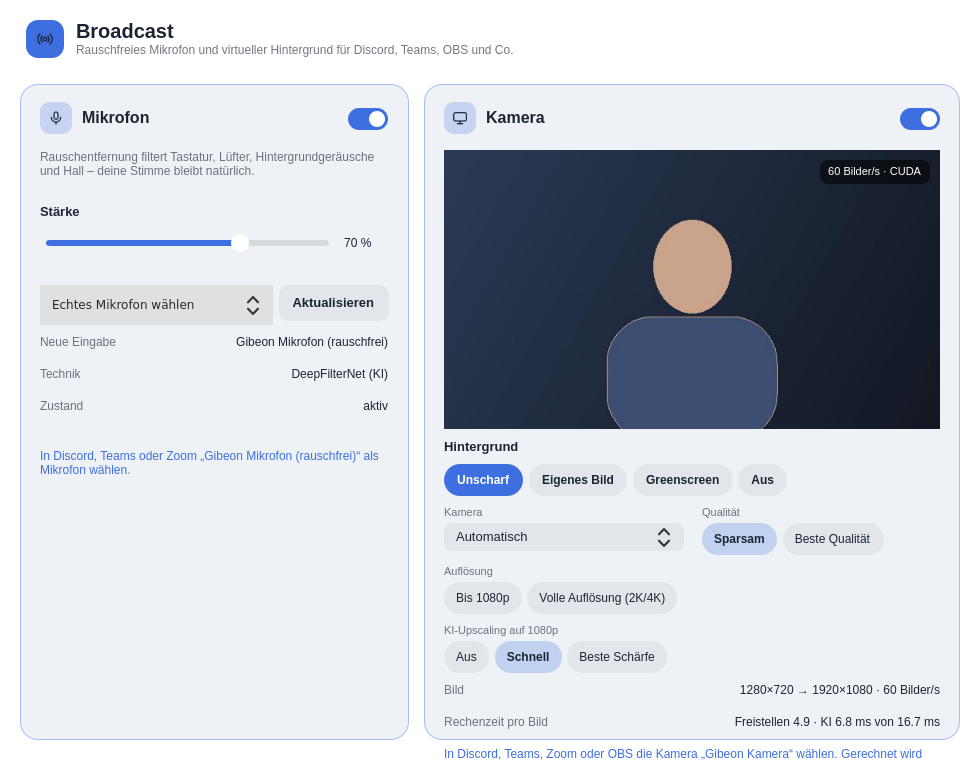 Broadcast
Rauschfreies Mikrofon und virtueller Hintergrund für Discord, Teams, OBS und Co.
Mikrofon
Rauschentfernung filtert Tastatur, Lüfter, Hintergrundgeräusche
und Hall – deine Stimme bleibt natürlich.
Stärke
70 %
Echtes Mikrofon wählen
Aktualisieren
Neue Eingabe Gibeon Mikrofon (rauschfrei)
Technik DeepFilterNet (KI)
Zustand aktiv
In Discord, Teams oder Zoom „Gibeon Mikrofon (rauschfrei)“ als
Mikrofon wählen.
Kamera
60 Bilder/s · CUDA
Hintergrund
Unscharf Eigenes Bild Greenscreen Aus
Kamera Qualität
Automatisch Sparsam Beste Qualität
Auflösung
Bis 1080p Volle Auflösung (2K/4K)
KI-Upscaling auf 1080p
Aus Schnell Beste Schärfe
Bild 1280×720 → 1920×1080 · 60 Bilder/s
Rechenzeit pro Bild Freistellen 4.9 · KI 6.8 ms von 16.7 ms
In Discord, Teams, Zoom oder OBS die Kamera „Gibeon Kamera“ wählen. Gerechnet wird